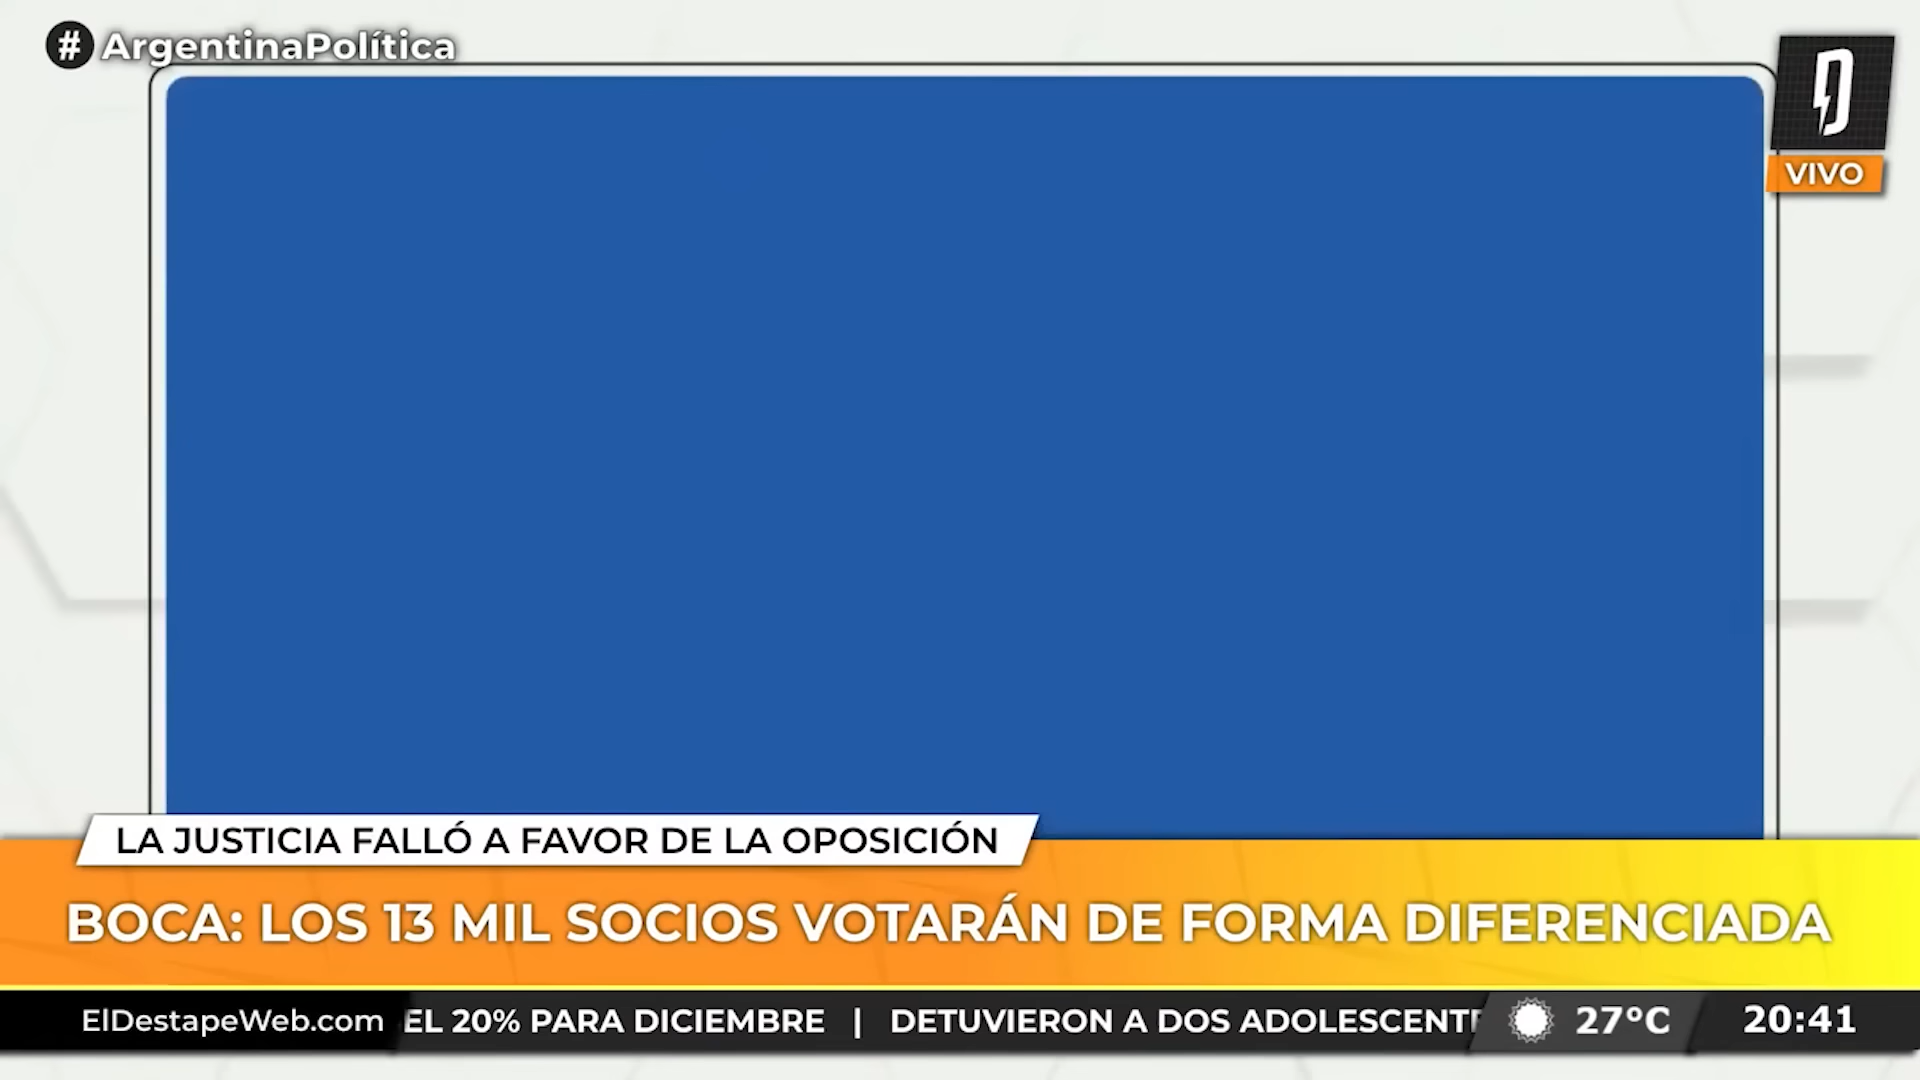 # ArgentinaPolítica
VIVO
LA JUSTICIA FALLÓ A FAVOR DE LA OPOSICIÓN
BOCA: LOS 13 MIL SOCIOS VOTARÁN DE FORMA DIFERENCIADA
ElDestapeWeb.com EL 20% PARA DICIEMBRE | DETUVIERON A DOS ADOLESCENTE 27°C 20:41